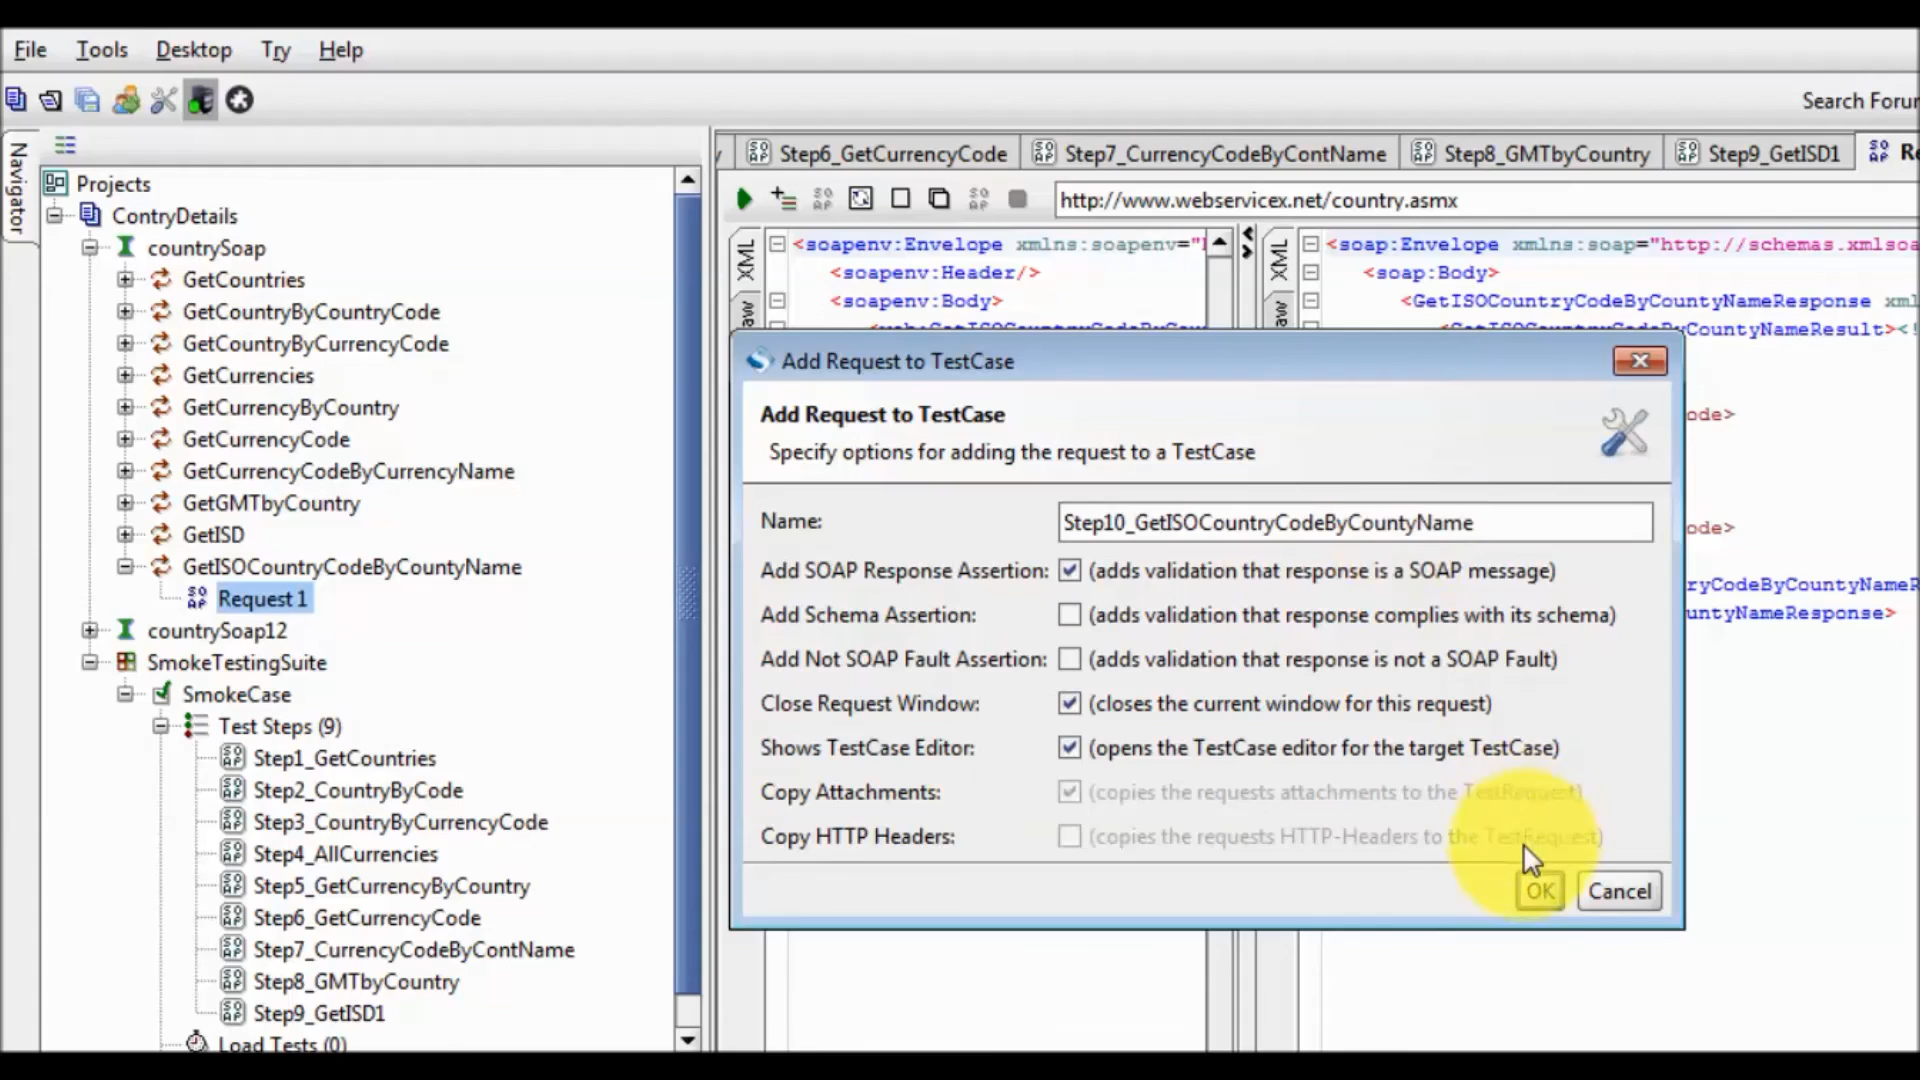 File Tools Desktop Try Help
Search Foru
Navigator
Projects
ContryDetails
countrySoap
GetCountries
GetCountryByCountryCode
GetCountryByCurrencyCode
GetCurrencies
GetCurrencyByCountry
GetCurrencyCode
GetCurrencyCodeByCurrencyName
GetGMTbyCountry
GetISD
GetISOCountryCodeByCountyName
Request 1
countrySoap12
SmokeTestingSuite
SmokeCase
Test Steps (9)
Step1_GetCountries
Step2_CountryByCode
Step3_CountryByCurrencyCode
Step4_AllCurrencies
Step5_GetCurrencyByCountry
Step6_GetCurrencyCode
Step7_CurrencyCodeByContName
Step8_GMTbyCountry
Step9_GetISD1
Load Tests (0)
Step6_GetCurrencyCode Step7_CurrencyCodeByContName Step8_GMTbyCountry Step9_GetISD1 Re
http://www.webservicex.net/country.asmx
XML
<soapenv:Envelope xmlns:soapenv="
<soapenv:Header/>
<soapenv:Body>
XML
<soap:Envelope xmlns:soap="http://schemas.xmlsoa
<soap:Body>
<GetISOCountryCodeByCountyNameResponse xml
<GetISOCountryCodeByCountyNameResult><!
ode>
ode>
ryCodeByCountyNameR
untyNameResponse>
Add Request to TestCase
Add Request to TestCase
Specify options for adding the request to a TestCase
Name: Step10_GetISOCountryCodeByCountyName
Add SOAP Response Assertion: (adds validation that response is a SOAP message)
Add Schema Assertion: (adds validation that response complies with its schema)
Add Not SOAP Fault Assertion: (adds validation that response is not a SOAP Fault)
Close Request Window: (closes the current window for this request)
Shows TestCase Editor: (opens the TestCase editor for the target TestCase)
Copy Attachments: (copies the requests attachments to the TestRequest)
Copy HTTP Headers: (copies the requests HTTP-Headers to the TestRequest)
OK Cancel